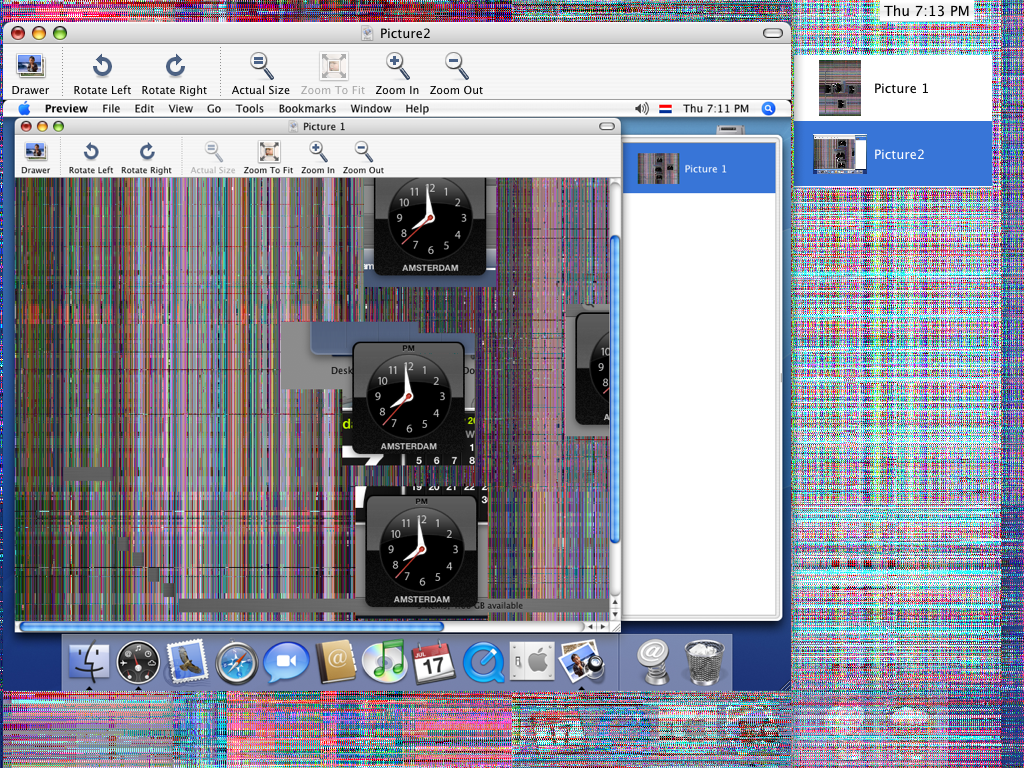 Thu 7:13 PM
Picture2
Drawer Rotate Left Rotate Right Actual Size Zoom To Fit Zoom In Zoom Out
Picture 1
Picture2
Preview File Edit View Go Tools Bookmarks Window Help Thu 7:11 PM
Picture 1
Drawer Rotate Left Rotate Right Actual Size Zoom To Fit Zoom In Zoom Out
Picture 1
12 1 2 3 4 5 6 7 8 9 10 11
AMSTERDAM
PM
12 1 2 3 4 5 6 7 8 9 10 11
Desk
Do
AMSTERDAM
5 6 7 8
19 20 21 22
PM
12 1 2 3 4 5 6 7 8 9 10 11
AMSTERDAM
GB available
JUL
17